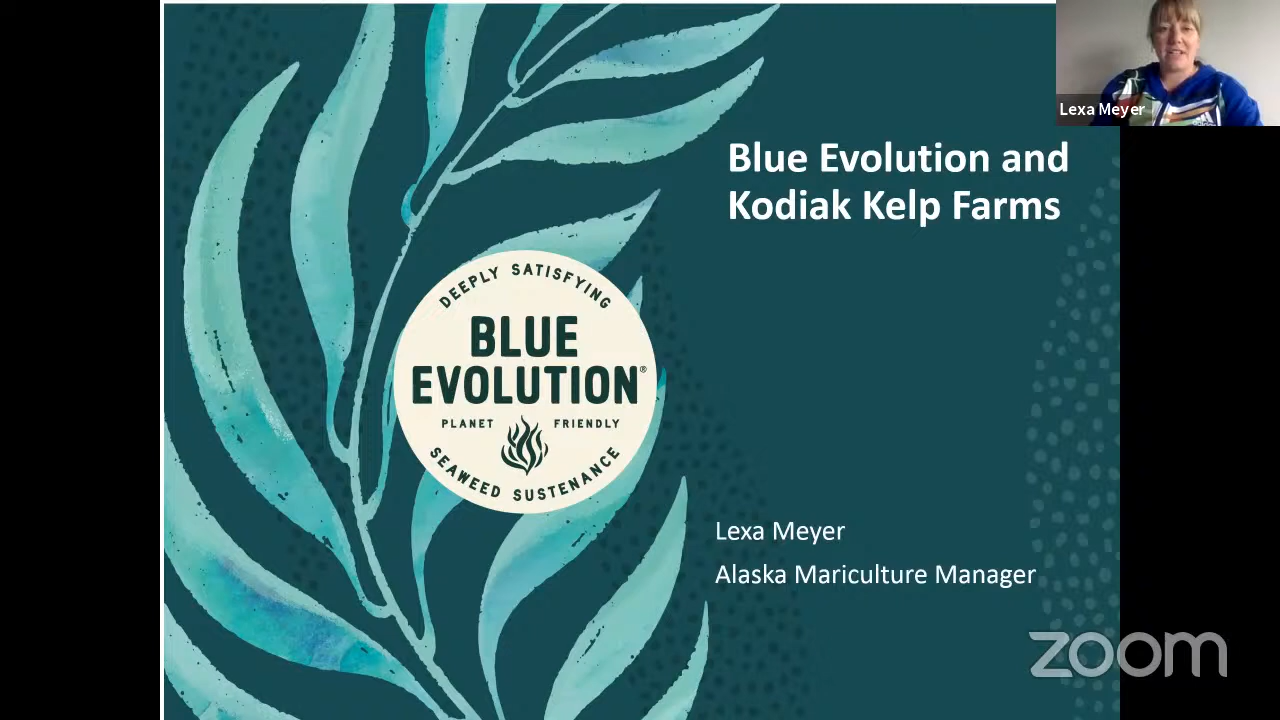 Lexa Meyer
adidas
Blue Evolution and
Kodiak Kelp Farms
DEEPLY SATISFYING
BLUE
EVOLUTION®
PLANET FRIENDLY
SEAWEED SUSTENANCE
Lexa Meyer
Alaska Mariculture Manager
zoom